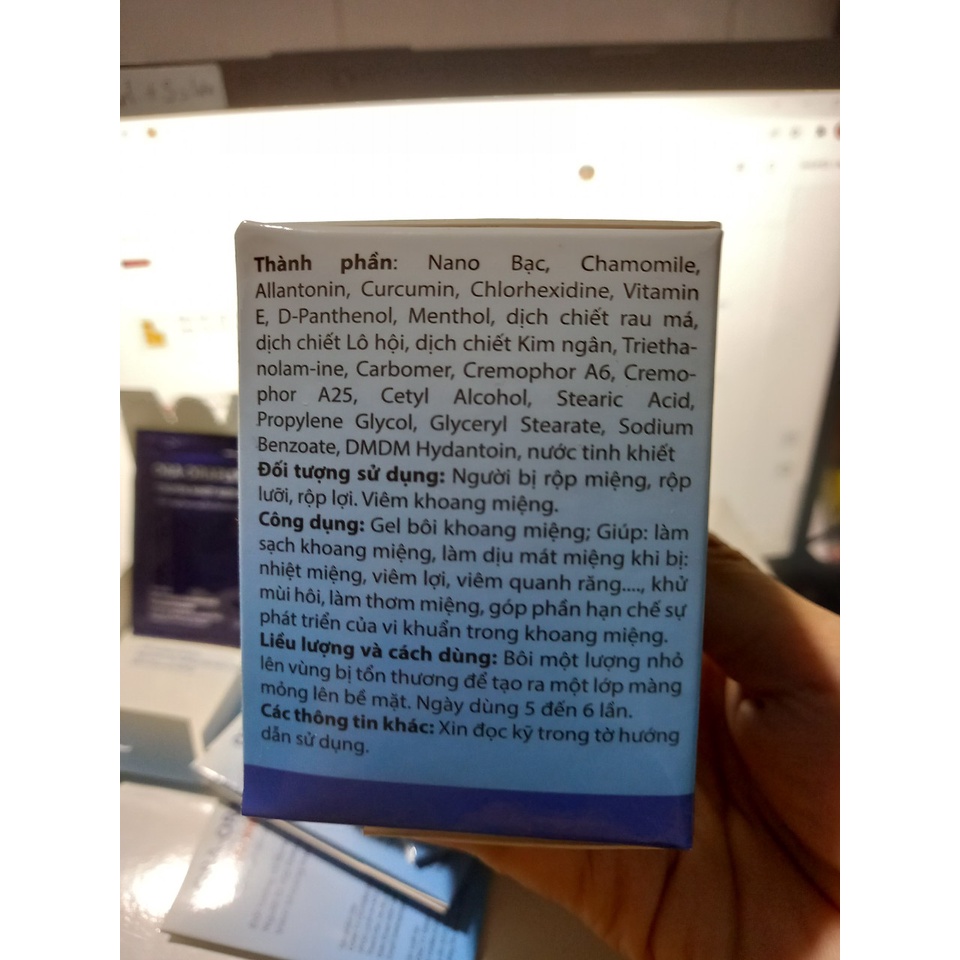 Thành phần: Nano Bạc, Chamomile,
Allantonin, Curcumin, Chlorhexidine, Vitamin
E, D-Panthenol, Menthol, dịch chiết rau má,
dịch chiết Lô hội, dịch chiết Kim ngân, Trietha-
nolam-ine, Carbomer, Cremophor A6, Cremo-
phor A25, Cetyl Alcohol, Stearic Acid,
Propylene Glycol, Glyceryl Stearate, Sodium
Benzoate, DMDM Hydantoin, nước tinh khiết
Đối tượng sử dụng: Người bị rộp miệng, rộp
lưỡi, rộp lợi. Viêm khoang miệng.
Công dụng: Gel bôi khoang miệng; Giúp: làm
sạch khoang miệng, làm dịu mát miệng khi bị:
nhiệt miệng, viêm lợi, viêm quanh răng...., khử
mùi hôi, làm thơm miệng, góp phần hạn chế sự
phát triển của vi khuẩn trong khoang miệng.
Liều lượng và cách dùng: Bôi một lượng nhỏ
lên vùng bị tổn thương để tạo ra một lớp màng
mỏng lên bề mặt. Ngày dùng 5 đến 6 lần.
Các thông tin khác: Xin đọc kỹ trong tờ hướng
dẫn sử dụng.